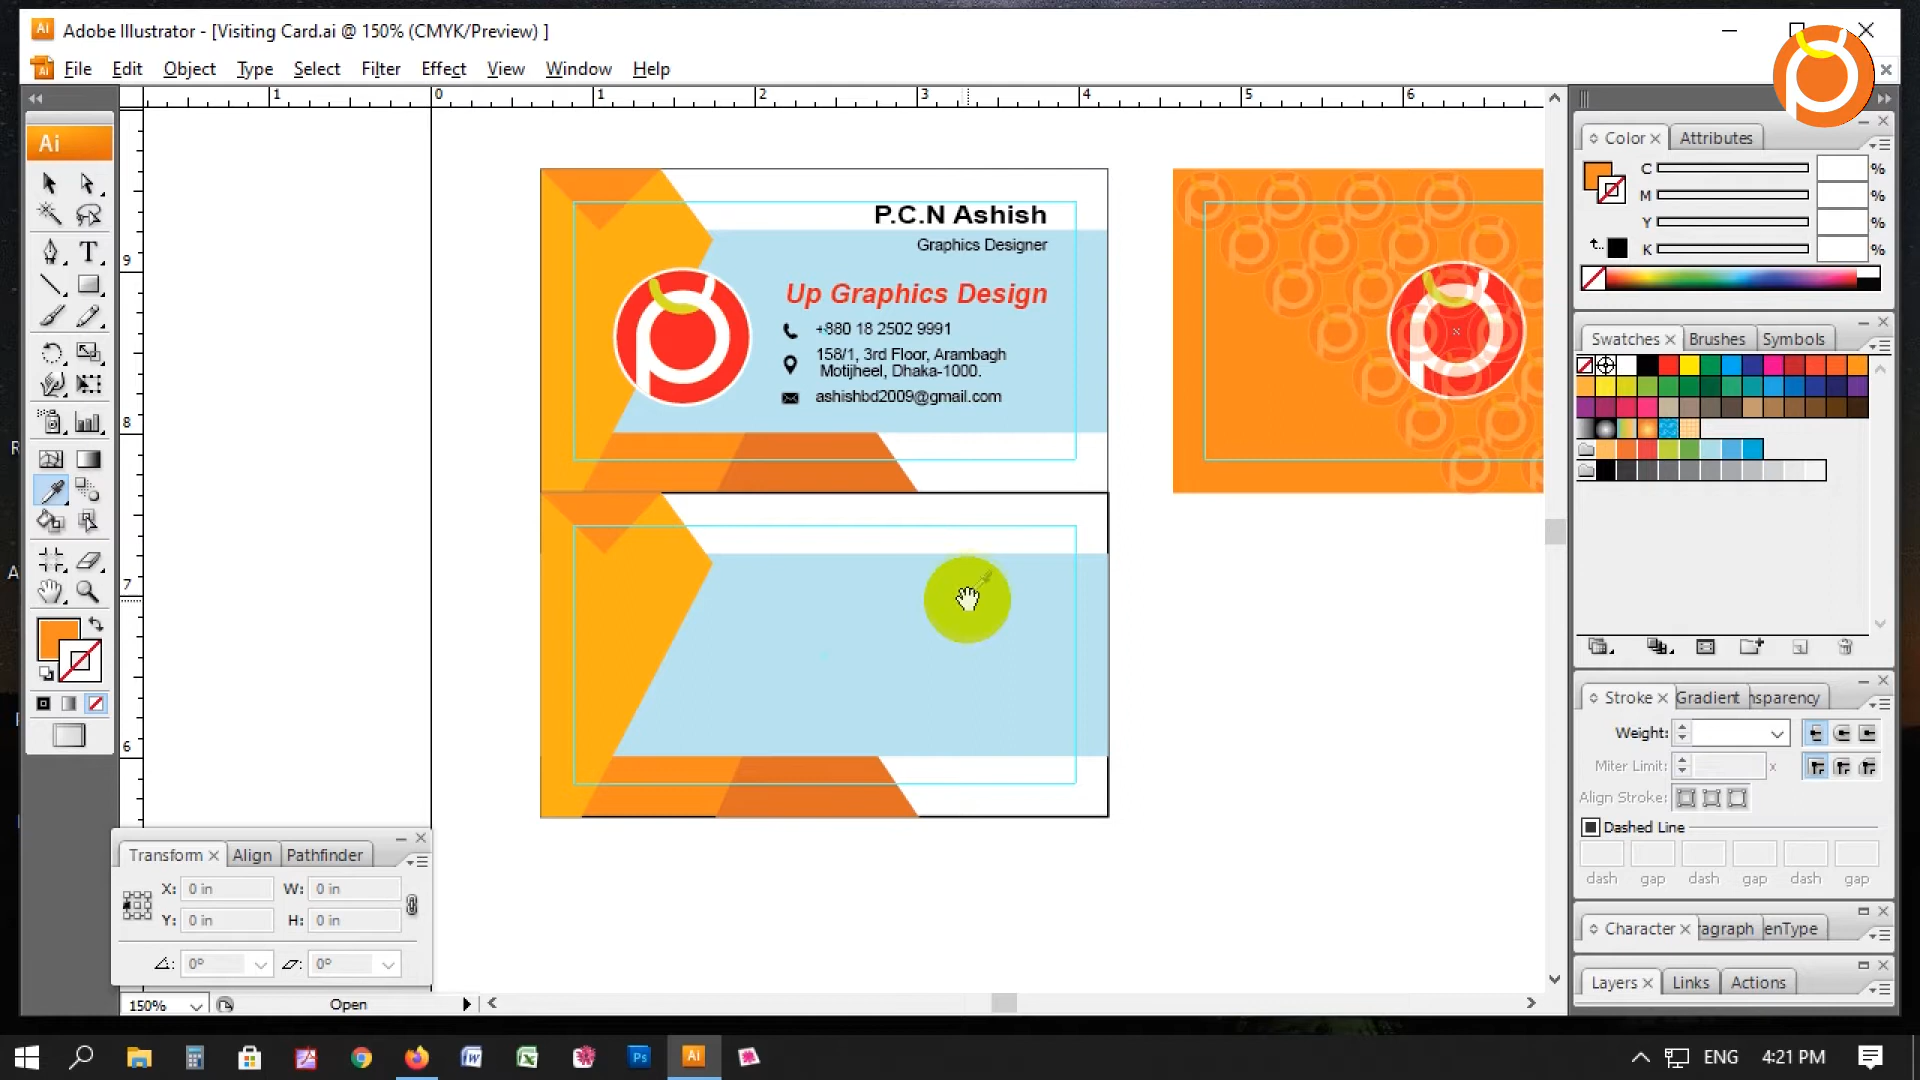 Adobe Illustrator - [Visiting Card.ai @ 150% (CMYK/Preview) ]
File Edit Object Type Select Filter Effect View Window Help
1 0 1 2 3 4 5 6
9
8
7
6
Ai
P.C.N Ashish
Graphics Designer
Up Graphics Design
+880 18 2502 9991
158/1, 3rd Floor, Arambagh
Motijheel, Dhaka-1000.
ashishbd2009@gmail.com
Color Attributes
C %
M %
Y %
K %
Swatches Brushes Symbols
Stroke Gradient nsparency
Weight:
Miter Limit: x
Align Stroke:
Dashed Line
dash gap dash gap dash gap
Character ragraph enType
Layers Links Actions
Transform Align Pathfinder
X: 0 in W: 0 in
Y: 0 in H: 0 in
0° 0°
150% Open
ENG 4:21 PM